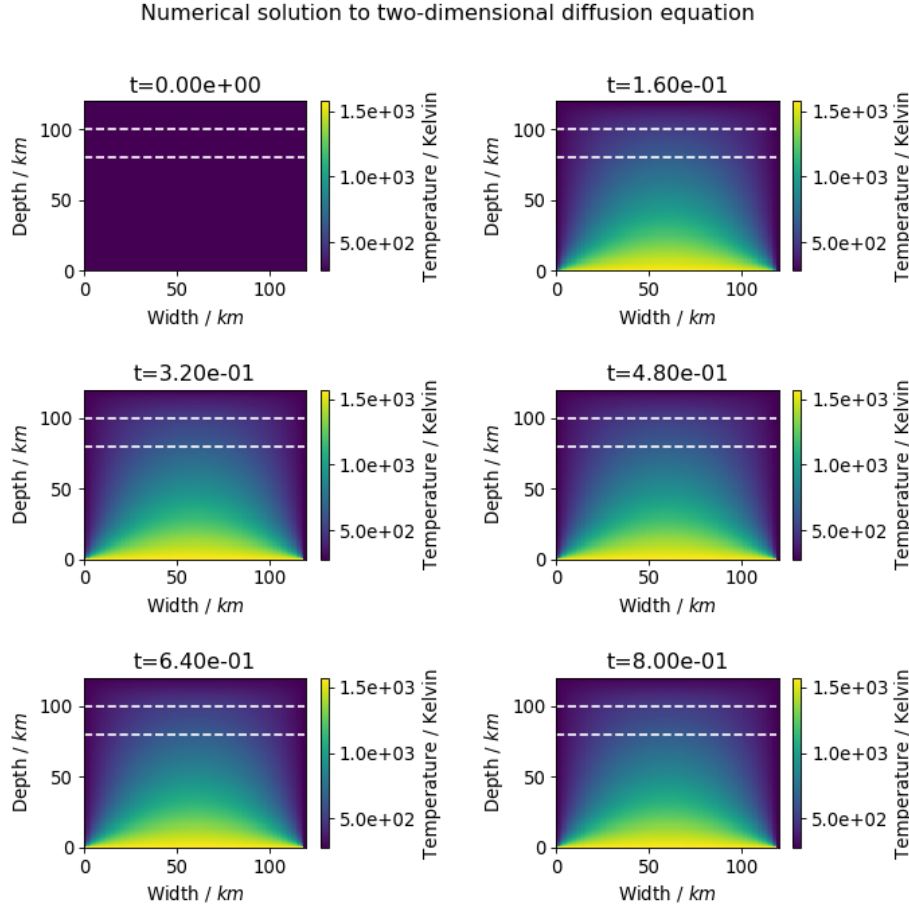 Numerical solution to two-dimensional diffusion equation
t=0.00e+00
100
50
0
0
50
100
Depth / km
Width / km
1.5e+03
1.0e+03
5.0e+02
Temperature / Kelvin
t=1.60e-01
100
50
0
0
50
100
Depth / km
Width / km
1.5e+03
1.0e+03
5.0e+02
Temperature / Kelvin
t=3.20e-01
100
50
0
0
50
100
Depth / km
Width / km
1.5e+03
1.0e+03
5.0e+02
Temperature / Kelvin
t=4.80e-01
100
50
0
0
50
100
Depth / km
Width / km
1.5e+03
1.0e+03
5.0e+02
Temperature / Kelvin
t=6.40e-01
100
50
0
0
50
100
Depth / km
Width / km
1.5e+03
1.0e+03
5.0e+02
Temperature / Kelvin
t=8.00e-01
100
50
0
0
50
100
Depth / km
Width / km
1.5e+03
1.0e+03
5.0e+02
Temperature / Kelvin